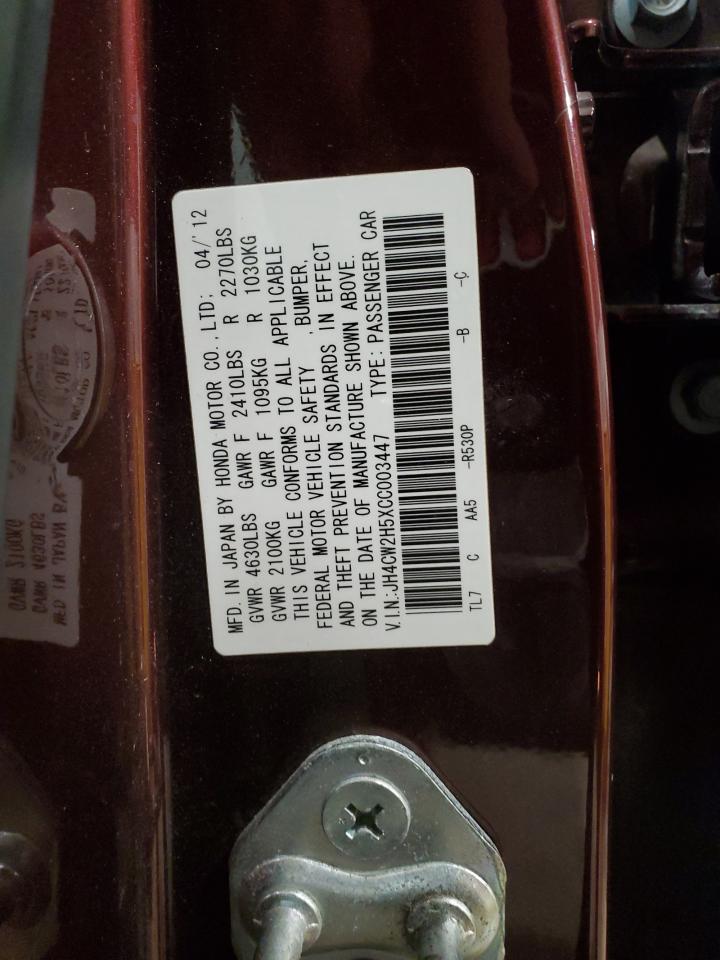 MFD. IN JAPAN BY HONDA MOTOR CO., LTD; 04/'12
GVWR 4630LBS GAWR F 2410LBS R 2270LBS
GVWR 2100KG GAWR F 1095KG R 1030KG
THIS VEHICLE CONFORMS TO ALL APPLICABLE
FEDERAL MOTOR VEHICLE SAFETY , BUMPER,
AND THEFT PREVENTION STANDARDS IN EFFECT
ON THE DATE OF MANUFACTURE SHOWN ABOVE.
V.I.N.:JH4CW2H5XCC003447 TYPE: PASSENGER CAR
TL7 C AA5 -R530P -B -C